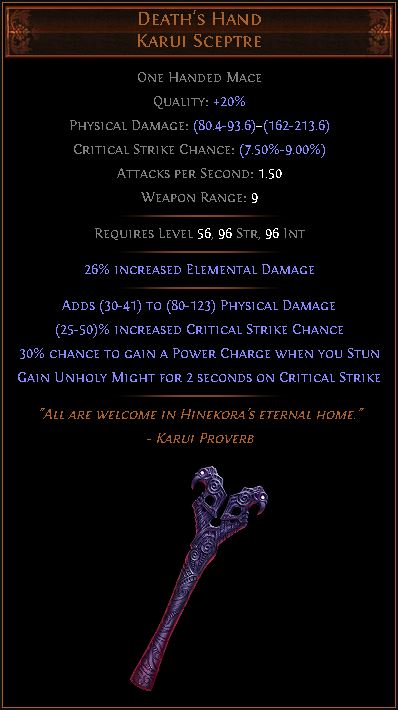 Death's Hand
Karui Sceptre
One Handed Mace
Quality: +20%
Physical Damage: (80.4-93.6)–(162-213.6)
Critical Strike Chance: (7.50%-9.00%)
Attacks per Second: 1.50
Weapon Range: 9
Requires Level 56, 96 Str, 96 Int
26% increased Elemental Damage
Adds (30-41) to (80-123) Physical Damage
(25-50)% increased Critical Strike Chance
30% chance to gain a Power Charge when you Stun
Gain Unholy Might for 2 seconds on Critical Strike
"All are welcome in Hinekora's eternal home."
- Karui Proverb